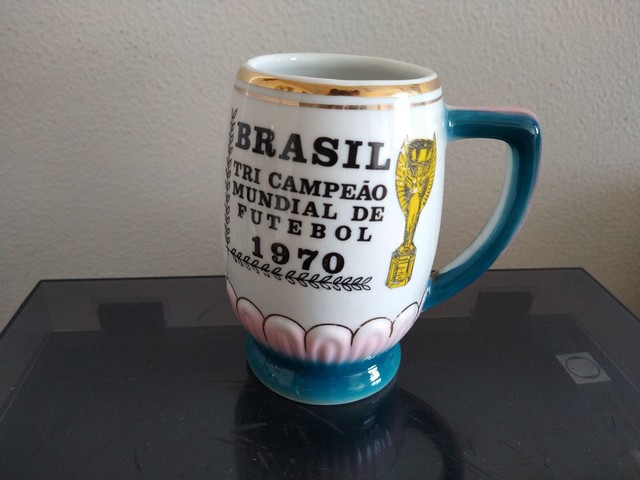 BRASIL
TRI CAMPEÃO
MUNDIAL DE
FUTEBOL
1970